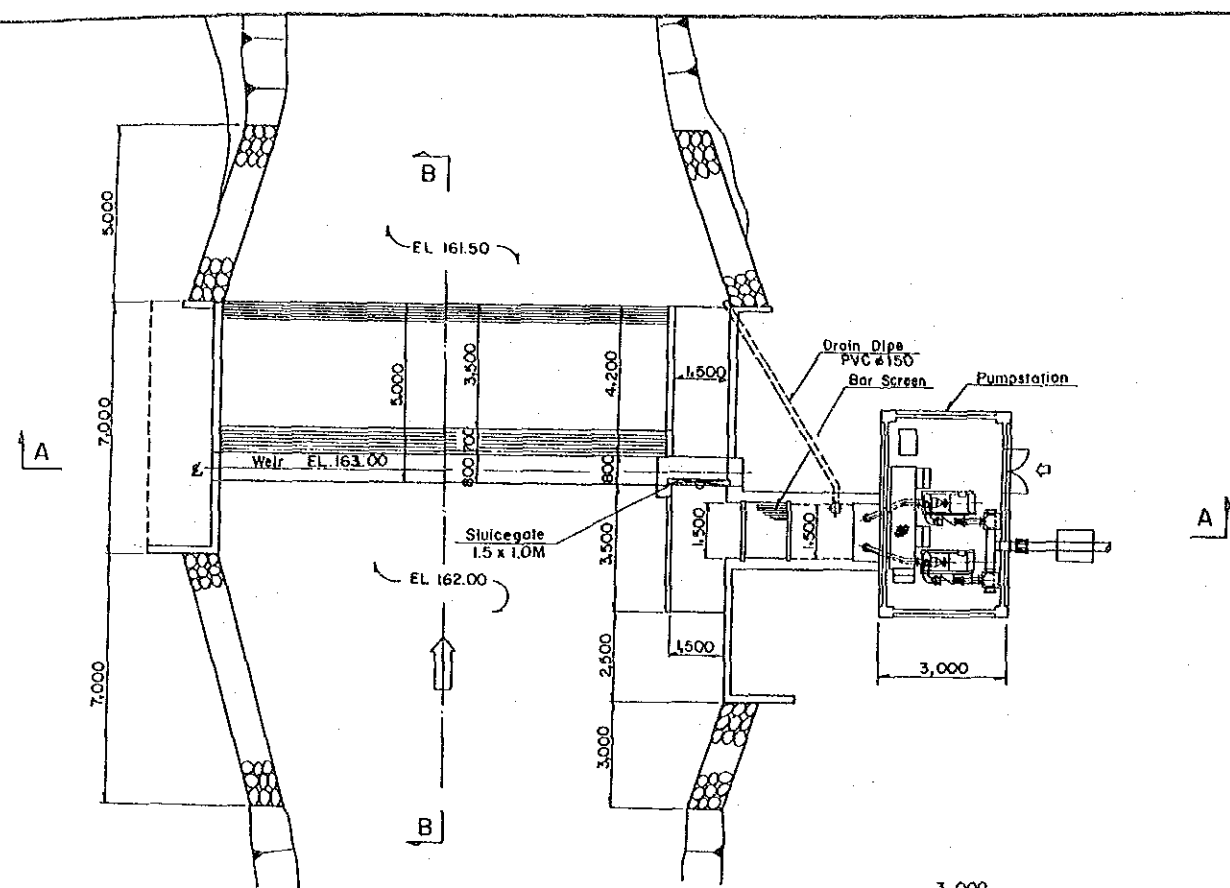 B
5,000
EL 161.50
Drain Dipe
PVC ø150
Bar Screen
Pumpstation
1,500
5,000
3,500
4,200
7,000
A
700
Weir EL.163.00
800
800
Sluicegate
1.5 x 1.0M
1,500
3,500
1,500
A
EL 162.00
1,500
2,500
3,000
7,000
3,000
B
3,000